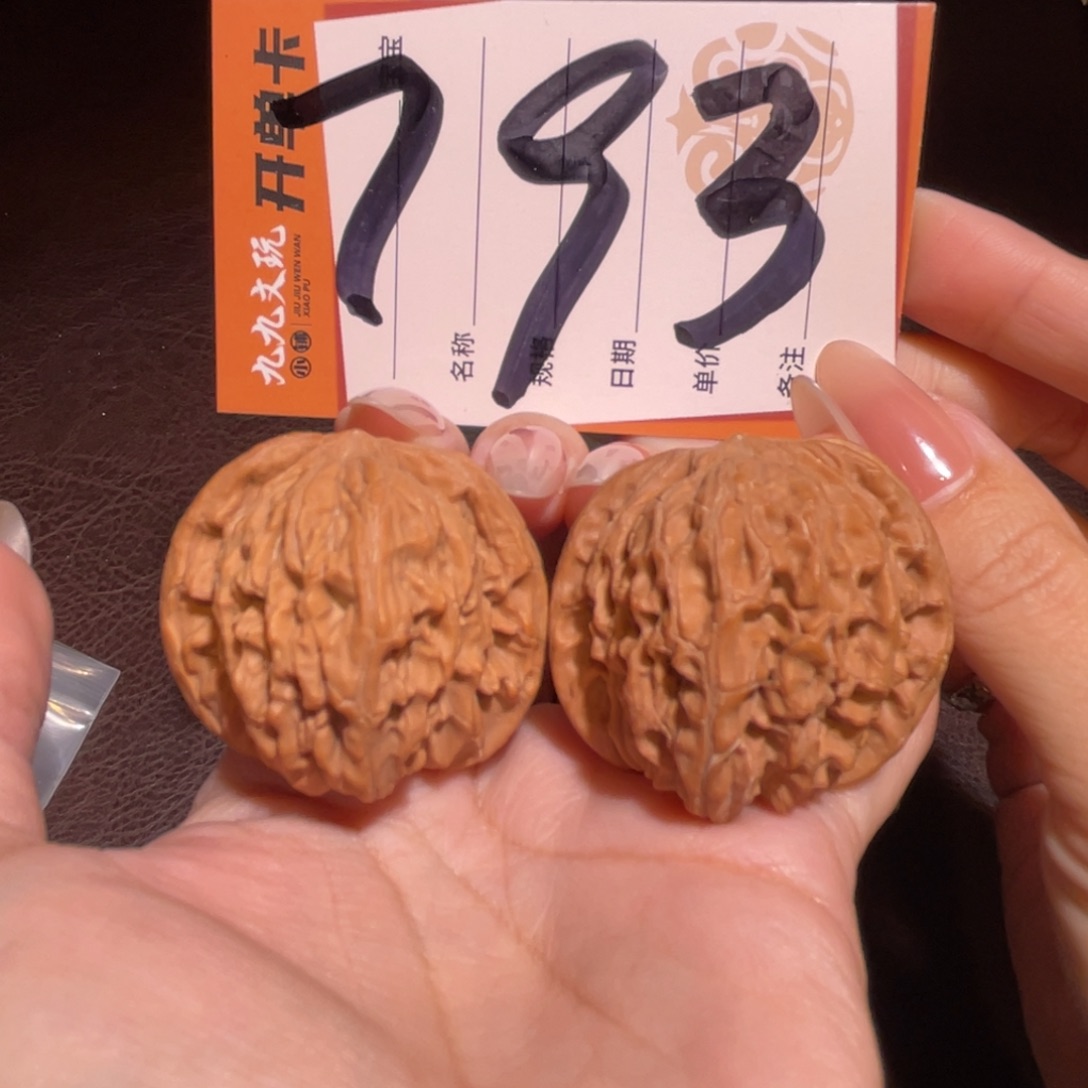 开单卡
九九文玩
小铺
JIU JIU WEN WAN
XIAO PU
793
名称
规格
日期
单价
备注